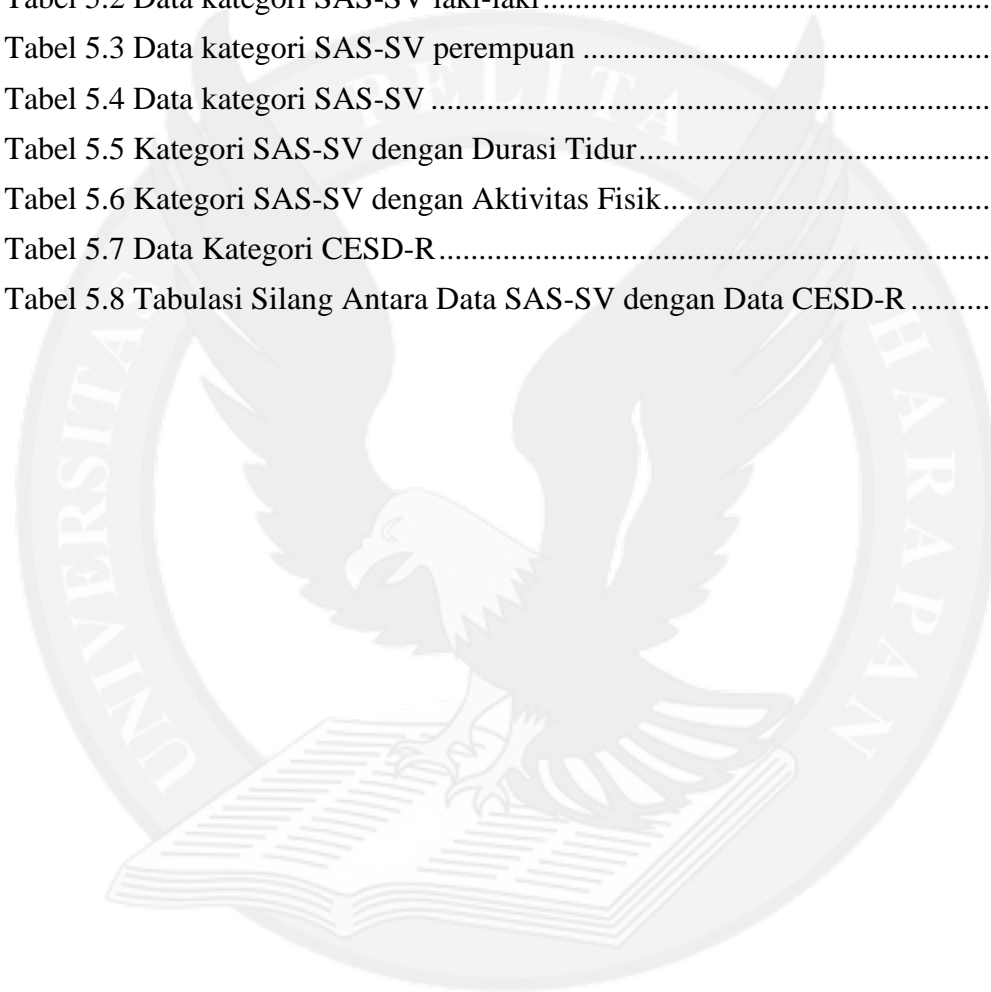 Tabel 5.2 Data kategori SAS-SV laki-laki....................................................
Tabel 5.3 Data kategori SAS-SV perempuan ..................................................
Tabel 5.4 Data kategori SAS-SV....................................................................
Tabel 5.5 Kategori SAS-SV dengan Durasi Tidur...........................................
Tabel 5.6 Kategori SAS-SV dengan Aktivitas Fisik........................................
Tabel 5.7 Data Kategori CESD-R...................................................................
Tabel 5.8 Tabulasi Silang Antara Data SAS-SV dengan Data CESD-R..........
UNIVERSITAS PELITA HARAPAN